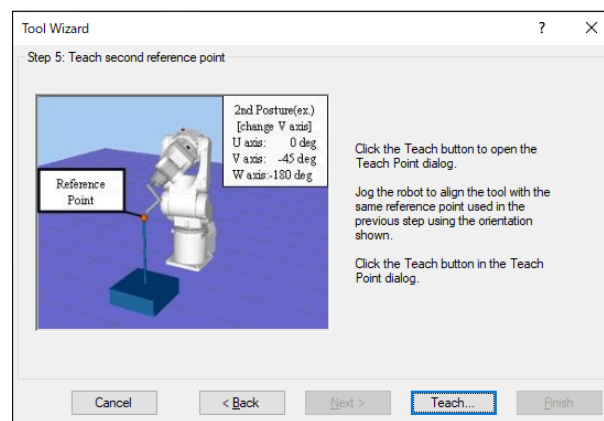 Tool Wizard
?
Step 5: Teach second reference point
2nd Posture(ex.)
[change V axis]
U axis: 0 deg
V axis: -45 deg
W axis:-180 deg
Reference
Point
Click the Teach button to open the
Teach Point dialog.
Jog the robot to align the tool with the
same reference point used in the
previous step using the orientation
shown.
Click the Teach button in the Teach
Point dialog.
Cancel
< Back
Next >
Teach...
Finish